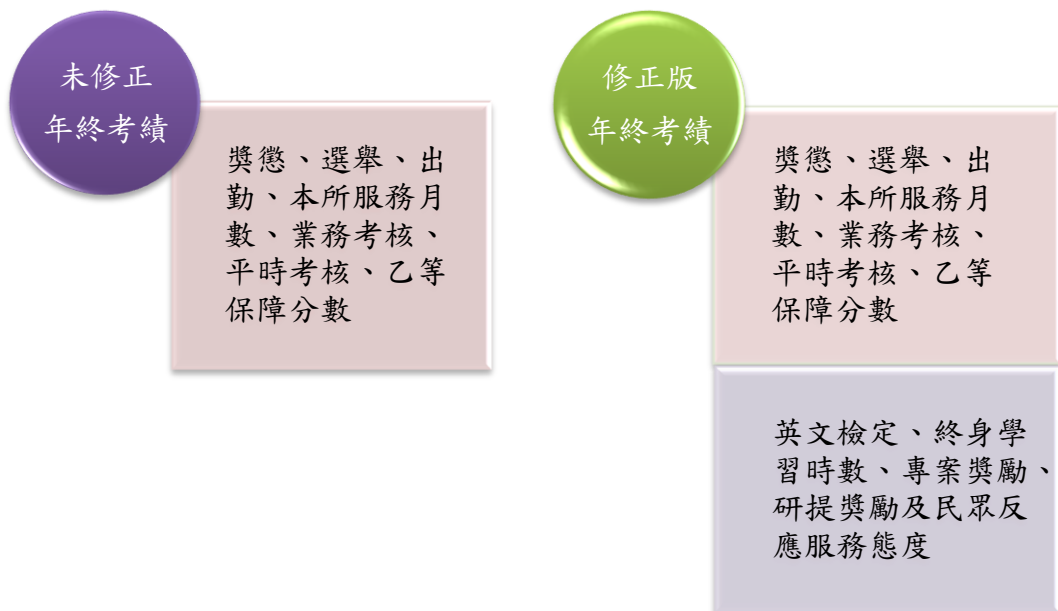 未修正
年終考績
獎懲、選舉、出
勤、本所服務月
數、業務考核、
平時考核、乙等
保障分數
修正版
年終考績
獎懲、選舉、出
勤、本所服務月
數、業務考核、
平時考核、乙等
保障分數
英文檢定、終身學
習時數、專案獎勵、
研提獎勵及民眾反
應服務態度